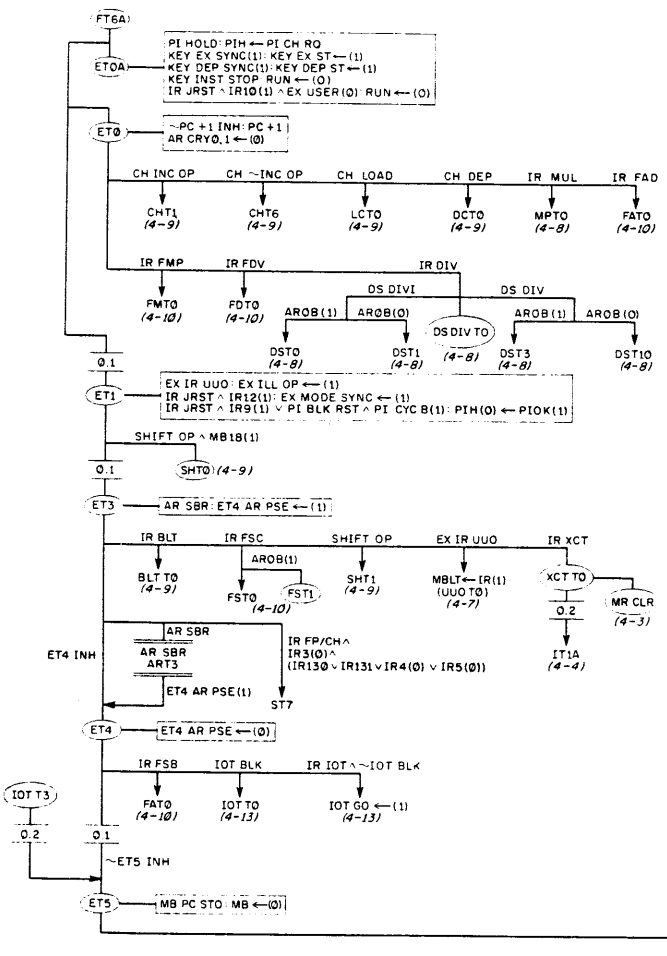 FT6A
ET0A
PI HOLD: PIH ← PI CH RQ
KEY EX SYNC(1): KEY EX ST ← (1)
KEY DEP SYNC(1): KEY DEP ST ← (1)
KEY INST STOP: RUN ← (0)
IR JRST ∧ IR10(1) ∧ EX USER(0): RUN ← (0)
ET0
~PC +1 INH: PC +1
AR CRY0, 1 ← (0)
CH INC OP CH ~INC OP CH LOAD CH DEP IR MUL IR FAD
CHT1 CHT6 LCT0 DCT0 MPT0 FAT0
(4-9) (4-9) (4-9) (4-9) (4-8) (4-10)
IR FMP IR FDV IR DIV
DS DIVI DS DIV
FMT0 FDT0 AR0B(1) AR0B(0) DS DIV T0 AR0B(1) AR0B(0)
(4-10) (4-10)
DST0 DST1 (4-8) DST3 DST10
(4-8) (4-8) (4-8) (4-8)
0.1
ET1
EX IR UUO: EX ILL OP ← (1)
IR JRST ∧ IR12(1): EX MODE SYNC ← (1)
IR JRST ∧ IR9(1) ∨ PI BLK RST ∧ PI CYC B(1): PIH(0) ← PIOK(1)
SHIFT OP ∧ MB18(1)
0.1 SHT0 (4-9)
ET3 AR SBR: ET4 AR PSE ← (1)
IR BLT IR FSC SHIFT OP EX IR UUO IR XCT
AR0B(1)
BLT T0 FST0 FST1 SHT1 MBLT ← IR(1) XCT T0
(4-9) (4-10) (4-9) (UUO T0) MR CLR
(4-7) 0.2 (4-3)
IT1A
(4-4)
ET4 INH
AR SBR
AR SBR
ART3
ET4 AR PSE(1)
IR FP/CH ∧
IR3(0) ∧
(IR130 ∨ IR131 ∨ IR4(0) ∨ IR5(0))
ST7
ET4 ET4 AR PSE ← (0)
IR FSB IOT BLK IR IOT ∧ ~IOT BLK
IOT T3
FAT0 IOT T0 IOT GO ← (1)
(4-10) (4-13) (4-13)
0.2 0.1
~ET5 INH
ET5 MB PC STO: MB ← (0)